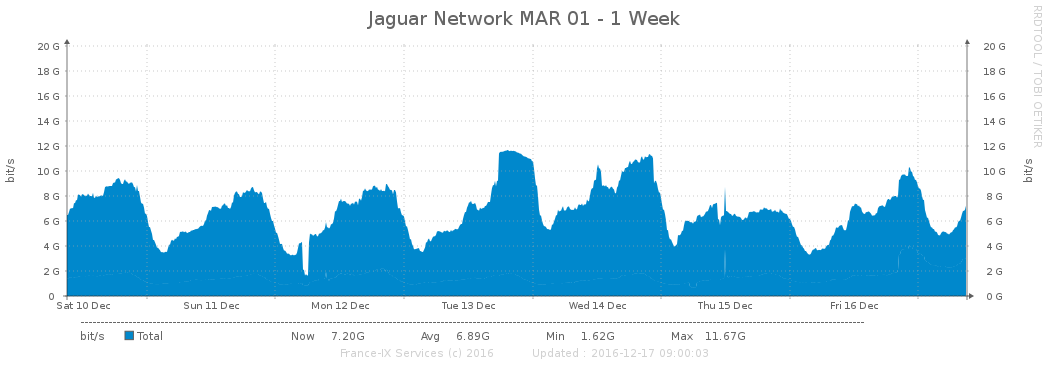 Jaguar Network MAR 01 - 1 Week
RRDTOOL / TOBI OETIKER
bit/s
bit/s
20 G 20 G
18 G 18 G
16 G 16 G
14 G 14 G
12 G 12 G
10 G 10 G
8 G 8 G
6 G 6 G
4 G 4 G
2 G 2 G
0 0 G
Sat 10 Dec Sun 11 Dec Mon 12 Dec Tue 13 Dec Wed 14 Dec Thu 15 Dec Fri 16 Dec
bit/s Total Now 7.20G Avg 6.89G Min 1.62G Max 11.67G
France-IX Services (c) 2016 Updated : 2016-12-17 09:00:03